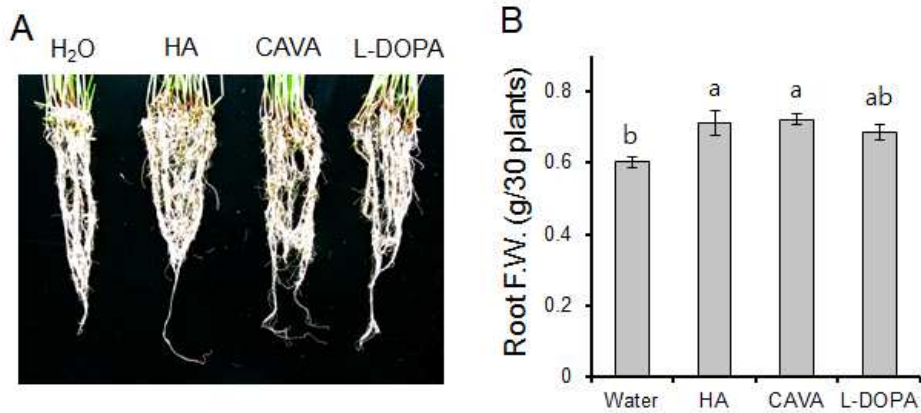 A
H₂O HA CAVA L-DOPA
B
Root F.W. (g/30 plants)
0.8
0.6
0.4
0.2
0
b a a ab
Water HA CAVA L-DOPA